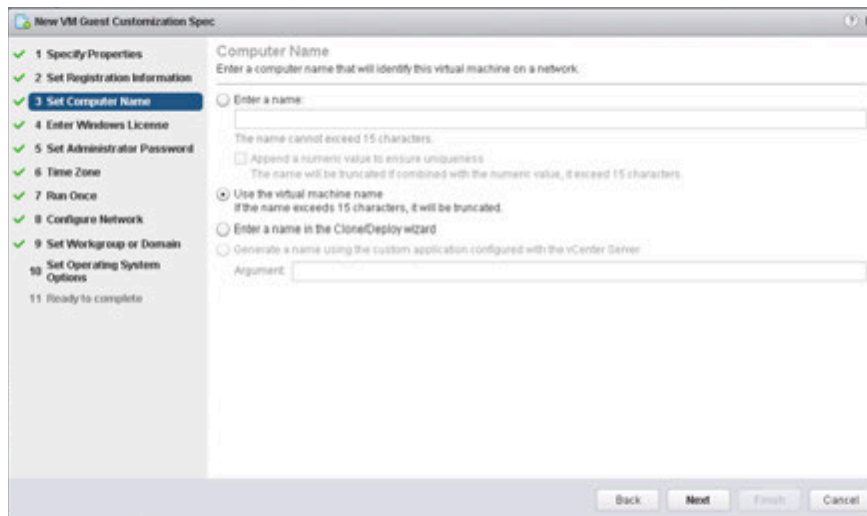 New VM Guest Customization Spec
1 Specify Properties
2 Set Registration Information
3 Set Computer Name
4 Enter Windows License
5 Set Administrator Password
6 Time Zone
7 Run Once
8 Configure Network
9 Set Workgroup or Domain
10 Set Operating System
Options
11 Ready to complete
Computer Name
Enter a computer name that will identify this virtual machine on a network.
Enter a name:
The name cannot exceed 15 characters.
Append a numeric value to ensure uniqueness
The name will be truncated if combined with the numeric value, it exceed 15 characters.
Use the virtual machine name
If the name exceeds 15 characters, it will be truncated.
Enter a name in the Clone/Deploy wizard
Generate a name using the custom application configured with the vCenter Server
Argument:
Back
Next
Finish
Cancel